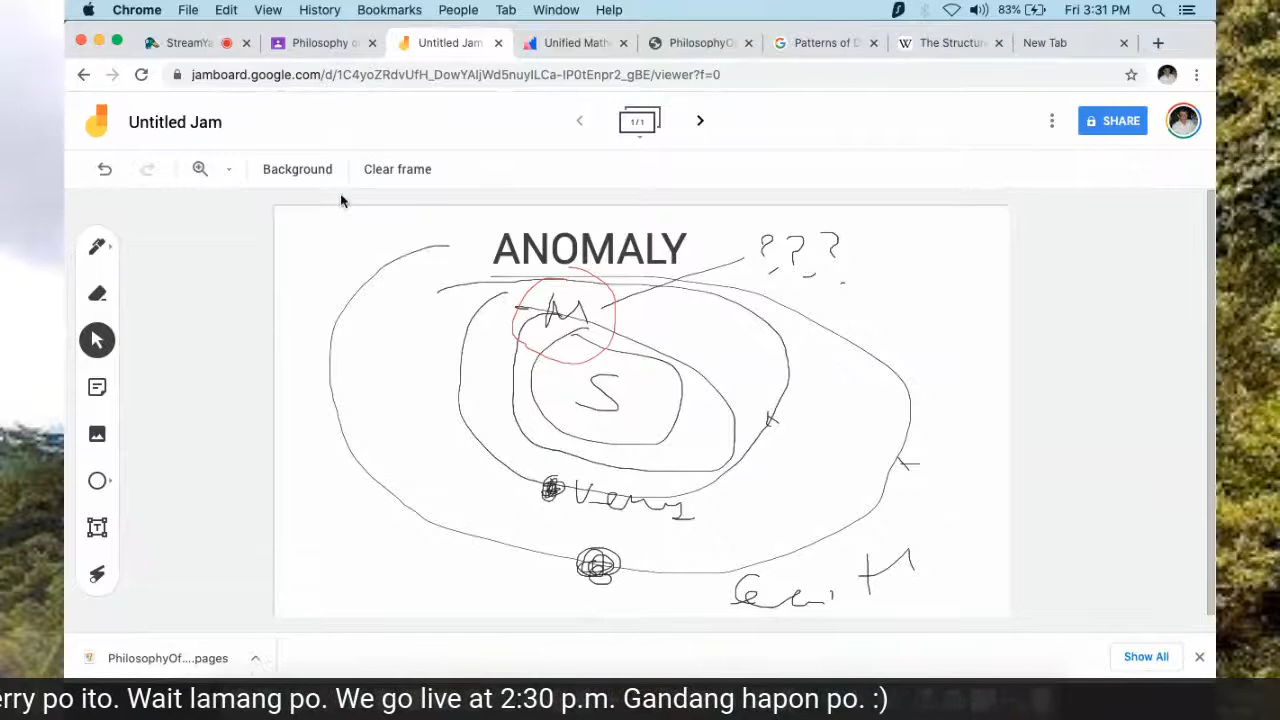 Chrome File Edit View History Bookmarks People Tab Window Help 83% Fri 3:31 PM
StreamYa Philosophy o Untitled Jam Unified Math PhilosophyO Patterns of D The Structur New Tab
jamboard.google.com/d/1C4yoZRdvUfH_DowYAljWd5nuylLCa-IP0tEnpr2_gBE/viewer?f=0
Untitled Jam 1/1 SHARE
Background Clear frame
ANOMALY ???
M
S
Venus
PhilosophyOf....pages Show All
erry po ito. Wait lamang po. We go live at 2:30 p.m. Gandang hapon po. :)